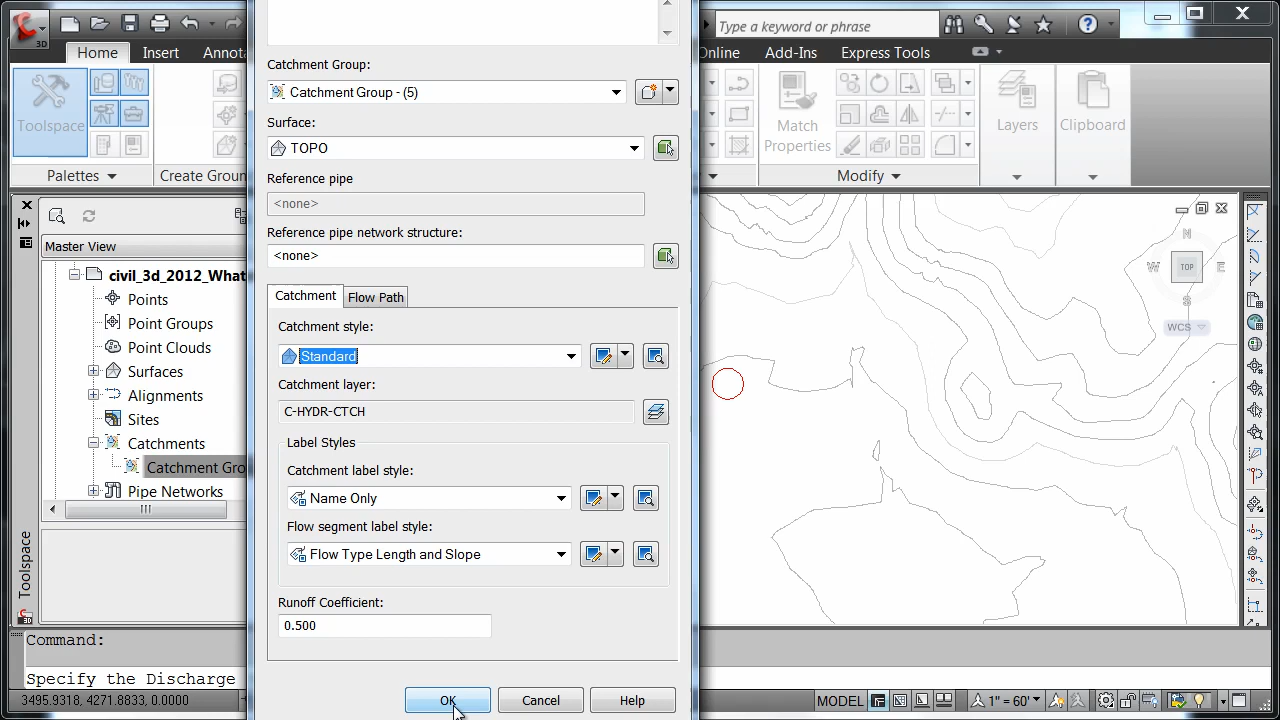 3D
Type a keyword or phrase
Home Insert Annota Online Add-Ins Express Tools
Toolspace
Match
Properties
Layers
Clipboard
Palettes
Create Groun
Modify
Catchment Group:
Catchment Group - (5)
Surface:
TOPO
Reference pipe
<none>
Reference pipe network structure:
<none>
Catchment Flow Path
Catchment style:
Standard
Catchment layer:
C-HYDR-CTCH
Label Styles
Catchment label style:
Name Only
Flow segment label style:
Flow Type Length and Slope
Runoff Coefficient:
0.500
OK Cancel Help
Master View
civil_3d_2012_What
Points
Point Groups
Point Clouds
Surfaces
Alignments
Sites
Catchments
Catchment Gro
Pipe Networks
Toolspace
N
W TOP E
S
WCS
Command:
Specify the Discharge
3495.9318, 4271.8833, 0.0000
MODEL
1" = 60'